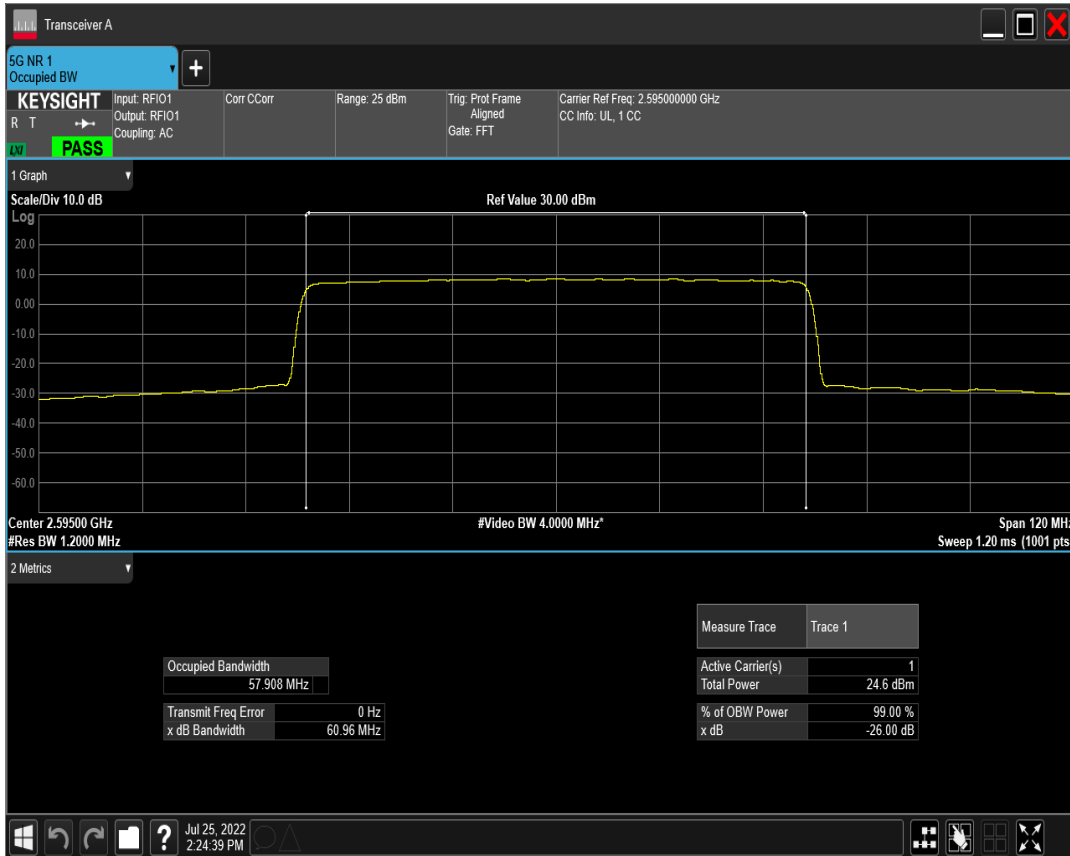 Transceiver A
5G NR 1
Occupied BW
KEYSIGHT
R T
LXI
PASS
Input: RFIO1
Output: RFIO1
Coupling: AC
Corr CCorr
Range: 25 dBm
Trig: Prot Frame
Aligned
Gate: FFT
Carrier Ref Freq: 2.595000000 GHz
CC Info: UL, 1 CC
1 Graph
Scale/Div 10.0 dB
Ref Value 30.00 dBm
Log
20.0
10.0
0.00
-10.0
-20.0
-30.0
-40.0
-50.0
-60.0
Center 2.59500 GHz
#Video BW 4.0000 MHz*
Span 120 MHz
#Res BW 1.2000 MHz
Sweep 1.20 ms (1001 pts
2 Metrics
Measure Trace Trace 1
Occupied Bandwidth
57.908 MHz
Active Carrier(s) 1
Total Power 24.6 dBm
Transmit Freq Error 0 Hz
x dB Bandwidth 60.96 MHz
% of OBW Power 99.00 %
x dB -26.00 dB
?
Jul 25, 2022
2:24:39 PM